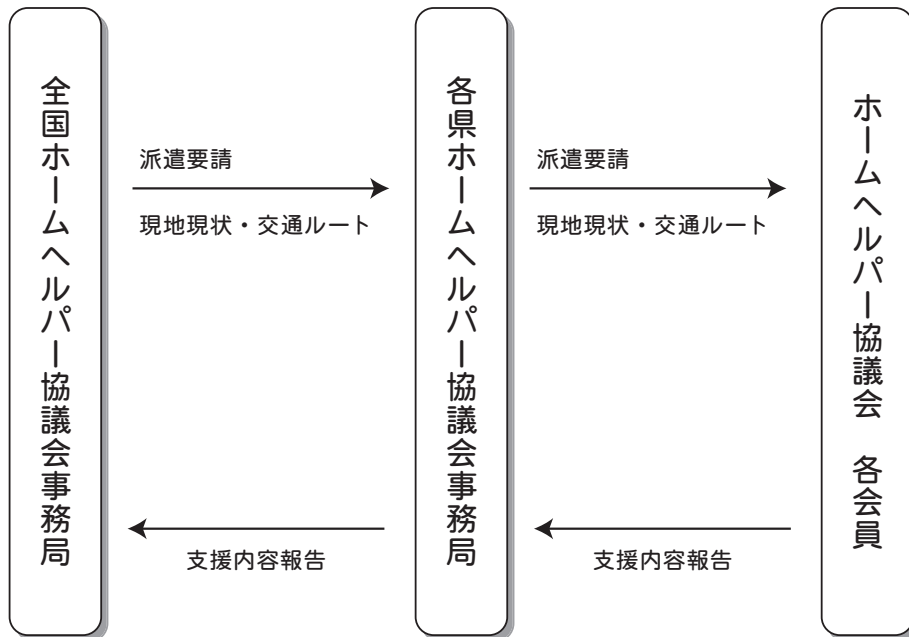 全国ホームヘルパー協議会事務局
派遣要請
現地現状・交通ルート
支援内容報告
各県ホームヘルパー協議会事務局
派遣要請
現地現状・交通ルート
支援内容報告
ホームヘルパー協議会　各会員